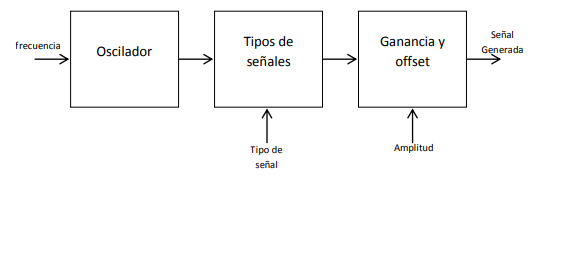 frecuencia
Oscilador
Tipos de
señales
Ganancia y
offset
Señal
Generada
Tipo de
señal
Amplitud